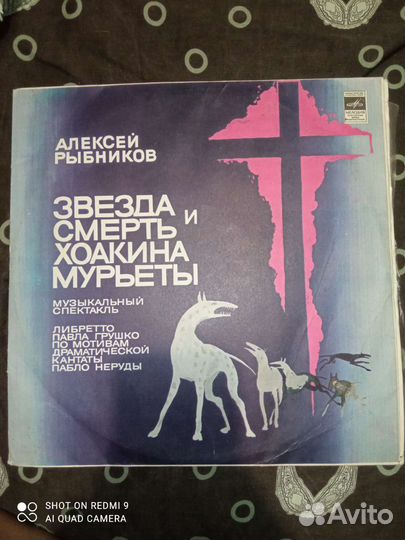 АЛЕКСЕЙ
РЫБНИКОВ
ЗВЕЗДА
И
СМЕРТЬ
ХОАКИНА
МУРЬЕТЫ
МУЗЫКАЛЬНЫЙ
СПЕКТАКЛЬ
ЛИБРЕТТО
ПАВЛА ГРУШКО
ПО МОТИВАМ
ДРАМАТИЧЕСКОЙ
КАНТАТЫ
ПАБЛО НЕРУДЫ
МЕЛОДИЯ
SHOT ON REDMI 9
AI QUAD CAMERA
Avito